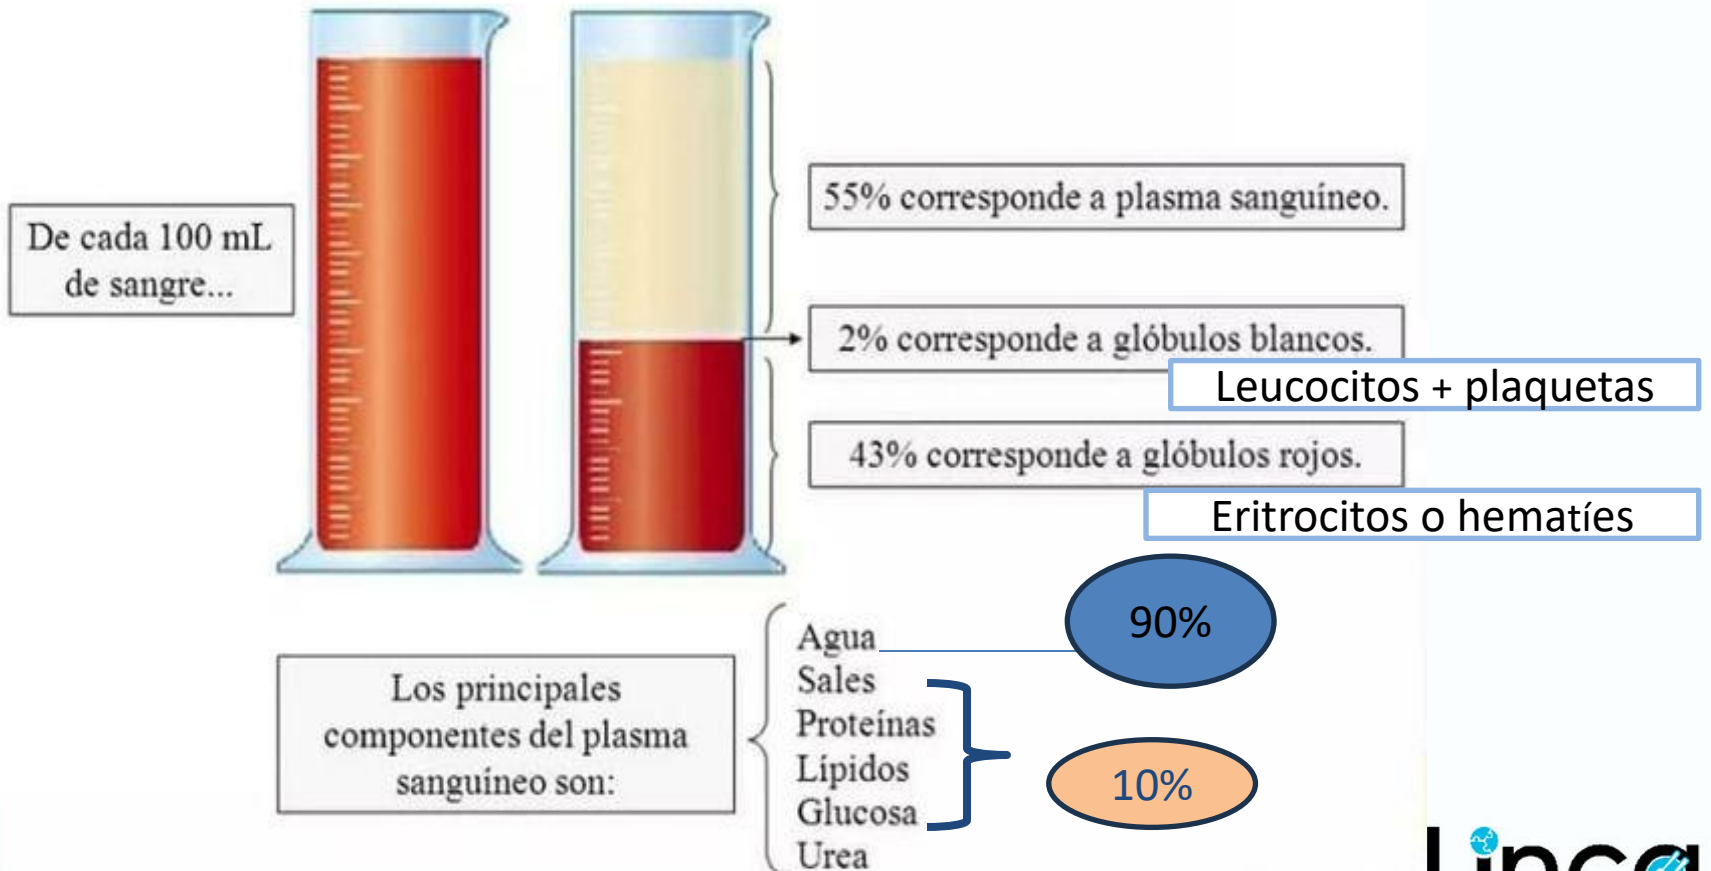 De cada 100 mL
de sangre...
55% corresponde a plasma sanguíneo.
2% corresponde a glóbulos blancos.
Leucocitos + plaquetas
43% corresponde a glóbulos rojos.
Eritrocitos o hematíes
Los principales
componentes del plasma
sanguíneo son:
Agua
Sales
Proteínas
Lípidos
Glucosa
Urea
90%
10%
Linca